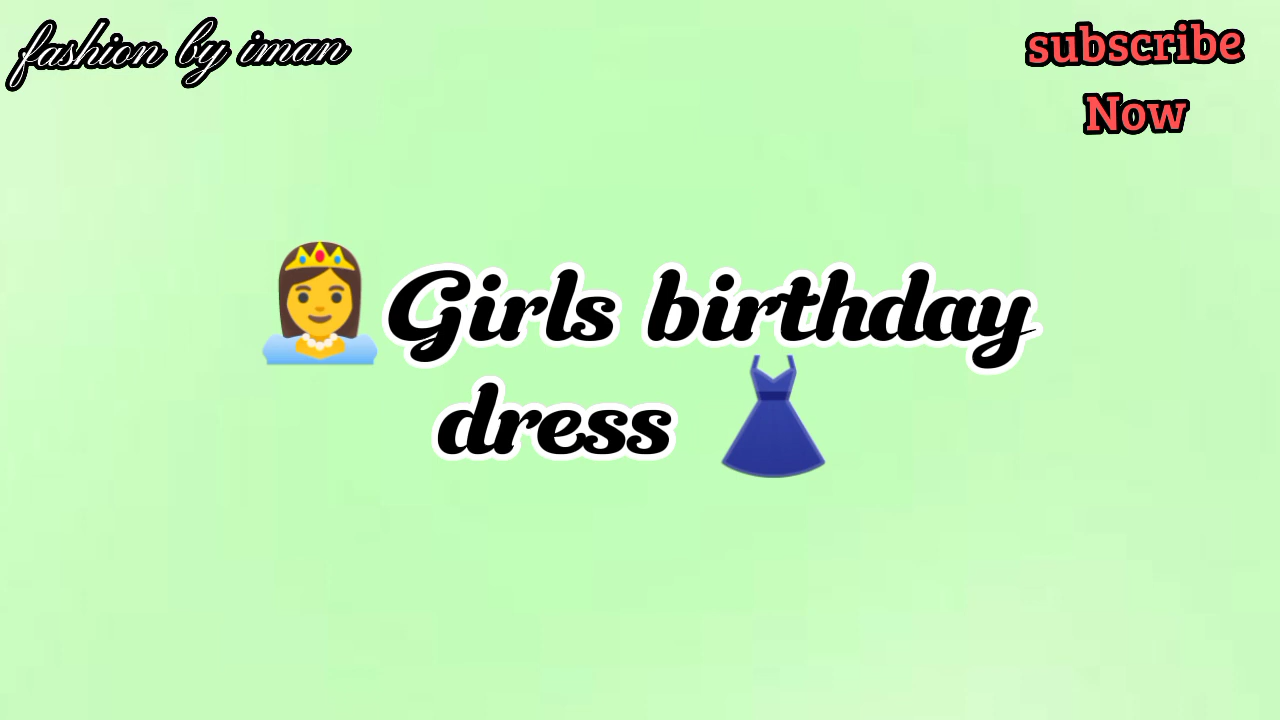 fashion by iman
subscribe
Now
👸Girls birthday
dress 👗